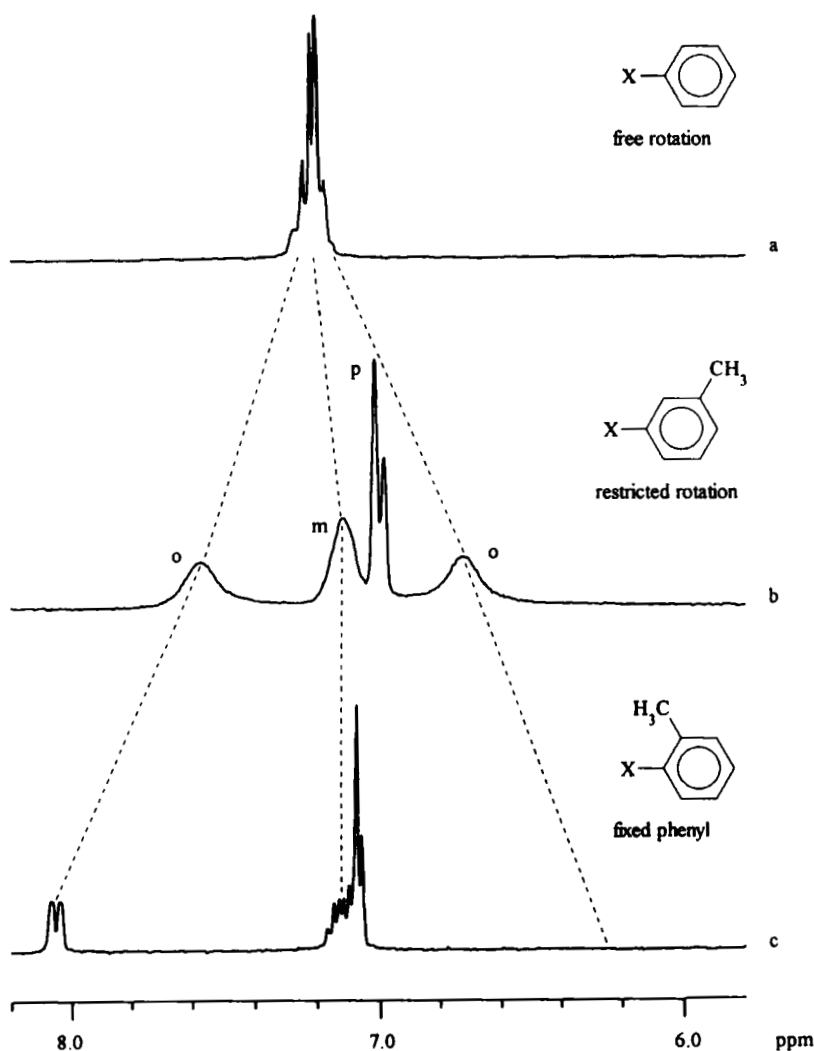 X
free rotation
a
p
CH3
X
m
restricted rotation
o
o
b
H3C
X
fixed phenyl
c
8.0 7.0 6.0 ppm